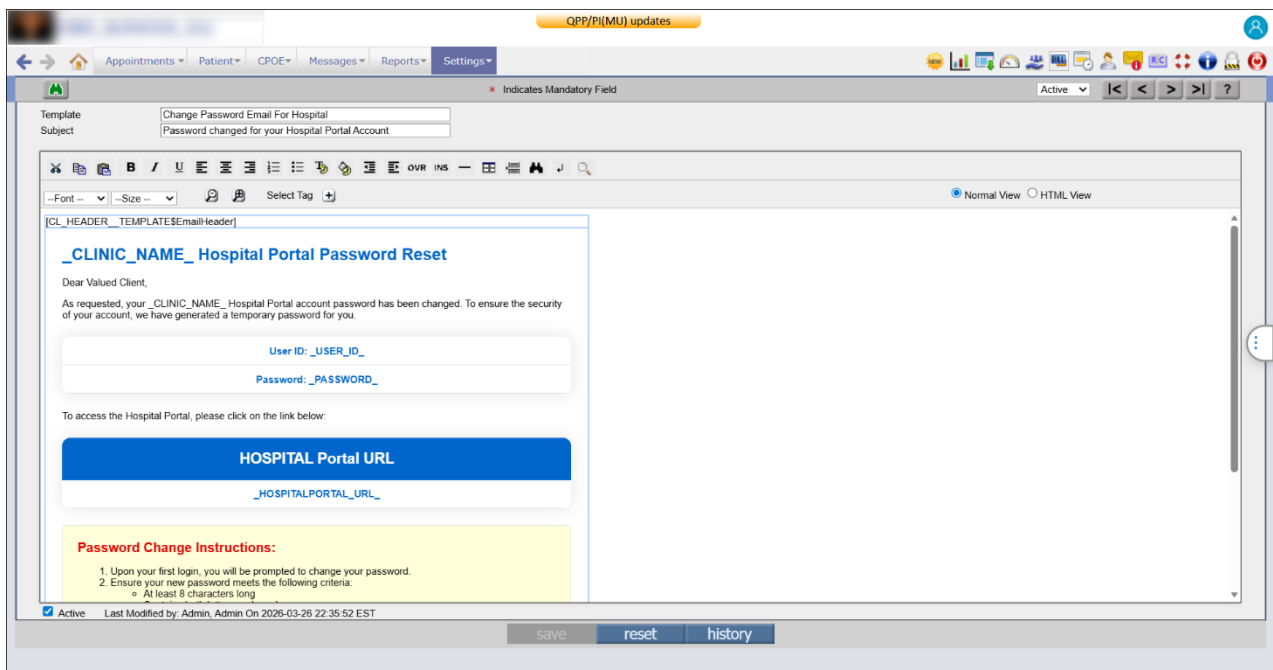 QPP/PI(MU) updates
Appointments Patient CPOE Messages Reports Settings
NEW BILL R C
* Indicates Mandatory Field Active |< < > >| ?
Template Change Password Email For Hospital
Subject Password changed for your Hospital Portal Account
B I U OVR INS
--Font -- --Size -- Select Tag + Normal View HTML View
[CL_HEADER__TEMPLATE$EmailHeader]
_CLINIC_NAME_ Hospital Portal Password Reset
Dear Valued Client,
As requested, your _CLINIC_NAME_ Hospital Portal account password has been changed. To ensure the security
of your account, we have generated a temporary password for you.
User ID: _USER_ID_
Password: _PASSWORD_
To access the Hospital Portal, please click on the link below:
HOSPITAL Portal URL
_HOSPITALPORTAL_URL_
Password Change Instructions:
1. Upon your first login, you will be prompted to change your password.
2. Ensure your new password meets the following criteria:
At least 8 characters long
Active Last Modified by: Admin, Admin On 2026-03-26 22:35:52 EST
save reset history